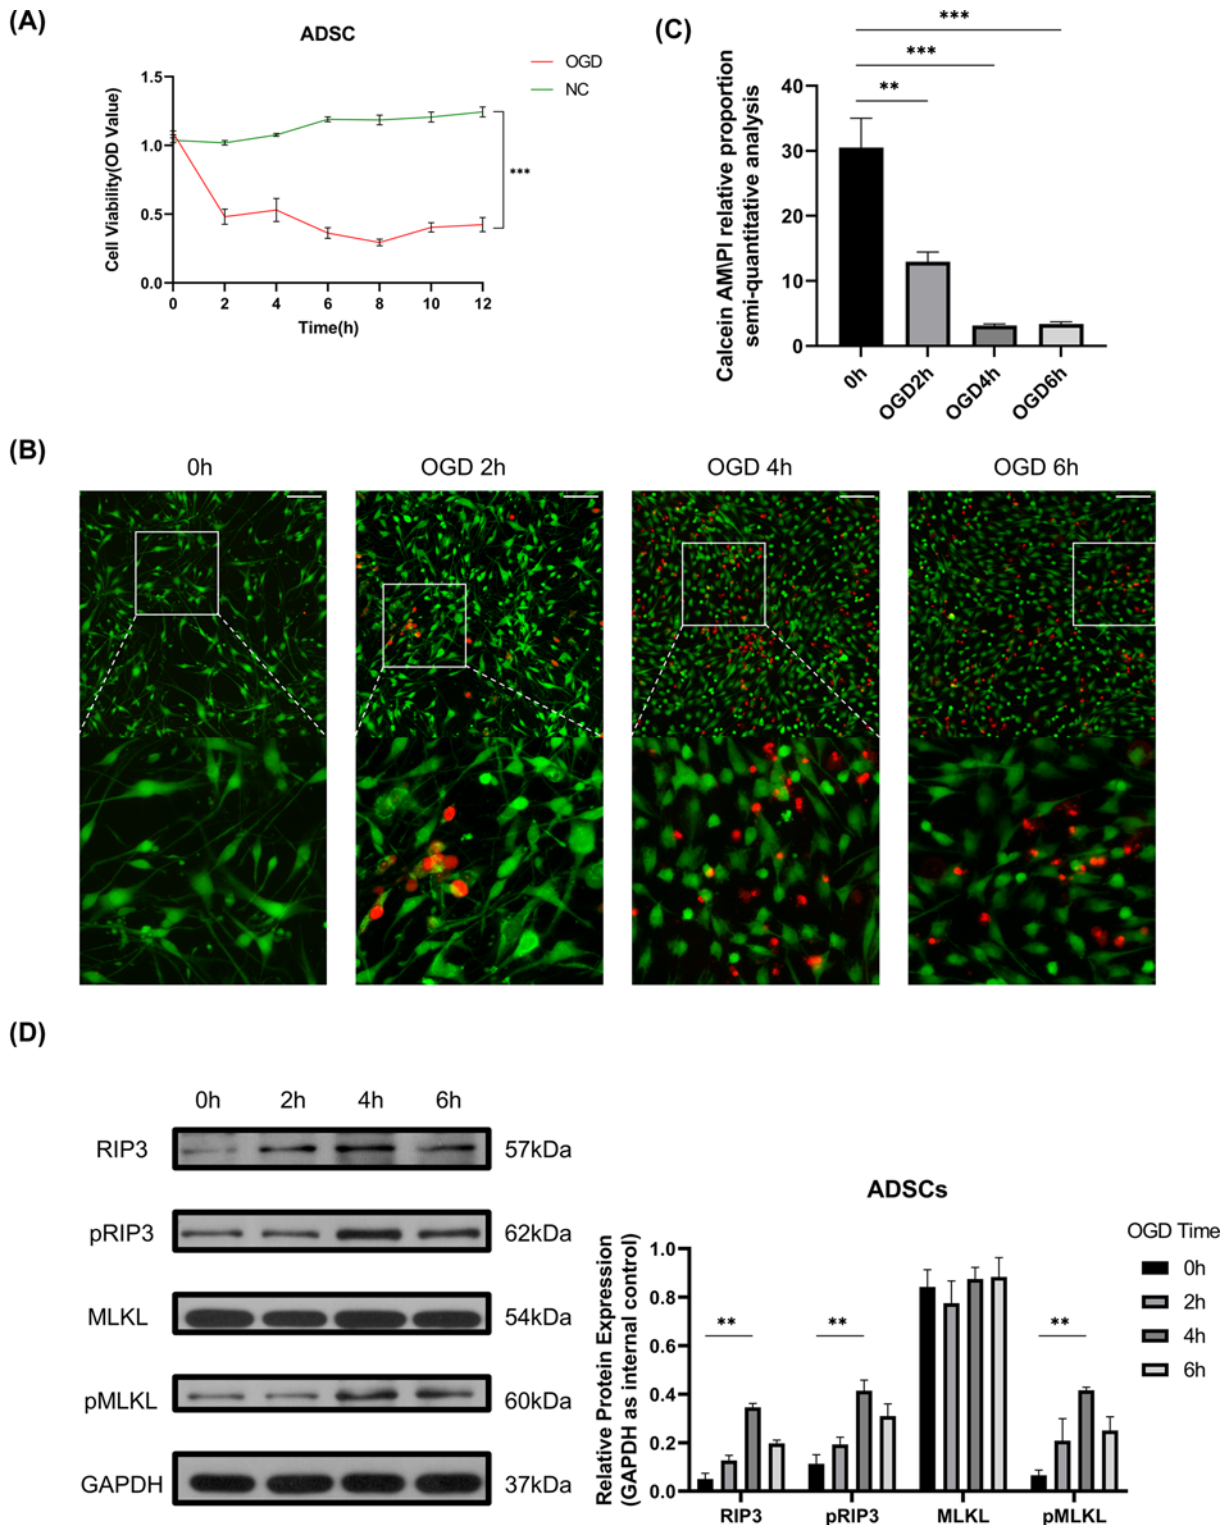 (A)
ADSC
OGD
NC
Cell Viability(OD Value)
1.5
1.0
0.5
0.0
***
0 2 4 6 8 10 12
Time(h)
(C)
***
***
**
Calcein AM\PI relative proportion
semi-quantitative analysis
40
30
20
10
0
0h OGD2h OGD4h OGD6h
(B)
0h OGD 2h OGD 4h OGD 6h
(D)
0h 2h 4h 6h
RIP3 57kDa
pRIP3 62kDa
MLKL 54kDa
pMLKL 60kDa
GAPDH 37kDa
ADSCs
OGD Time
0h
2h
4h
6h
Relative Protein Expression
(GAPDH as internal control)
1.0
0.8
0.6
0.4
0.2
0.0
** ** **
RIP3 pRIP3 MLKL pMLKL